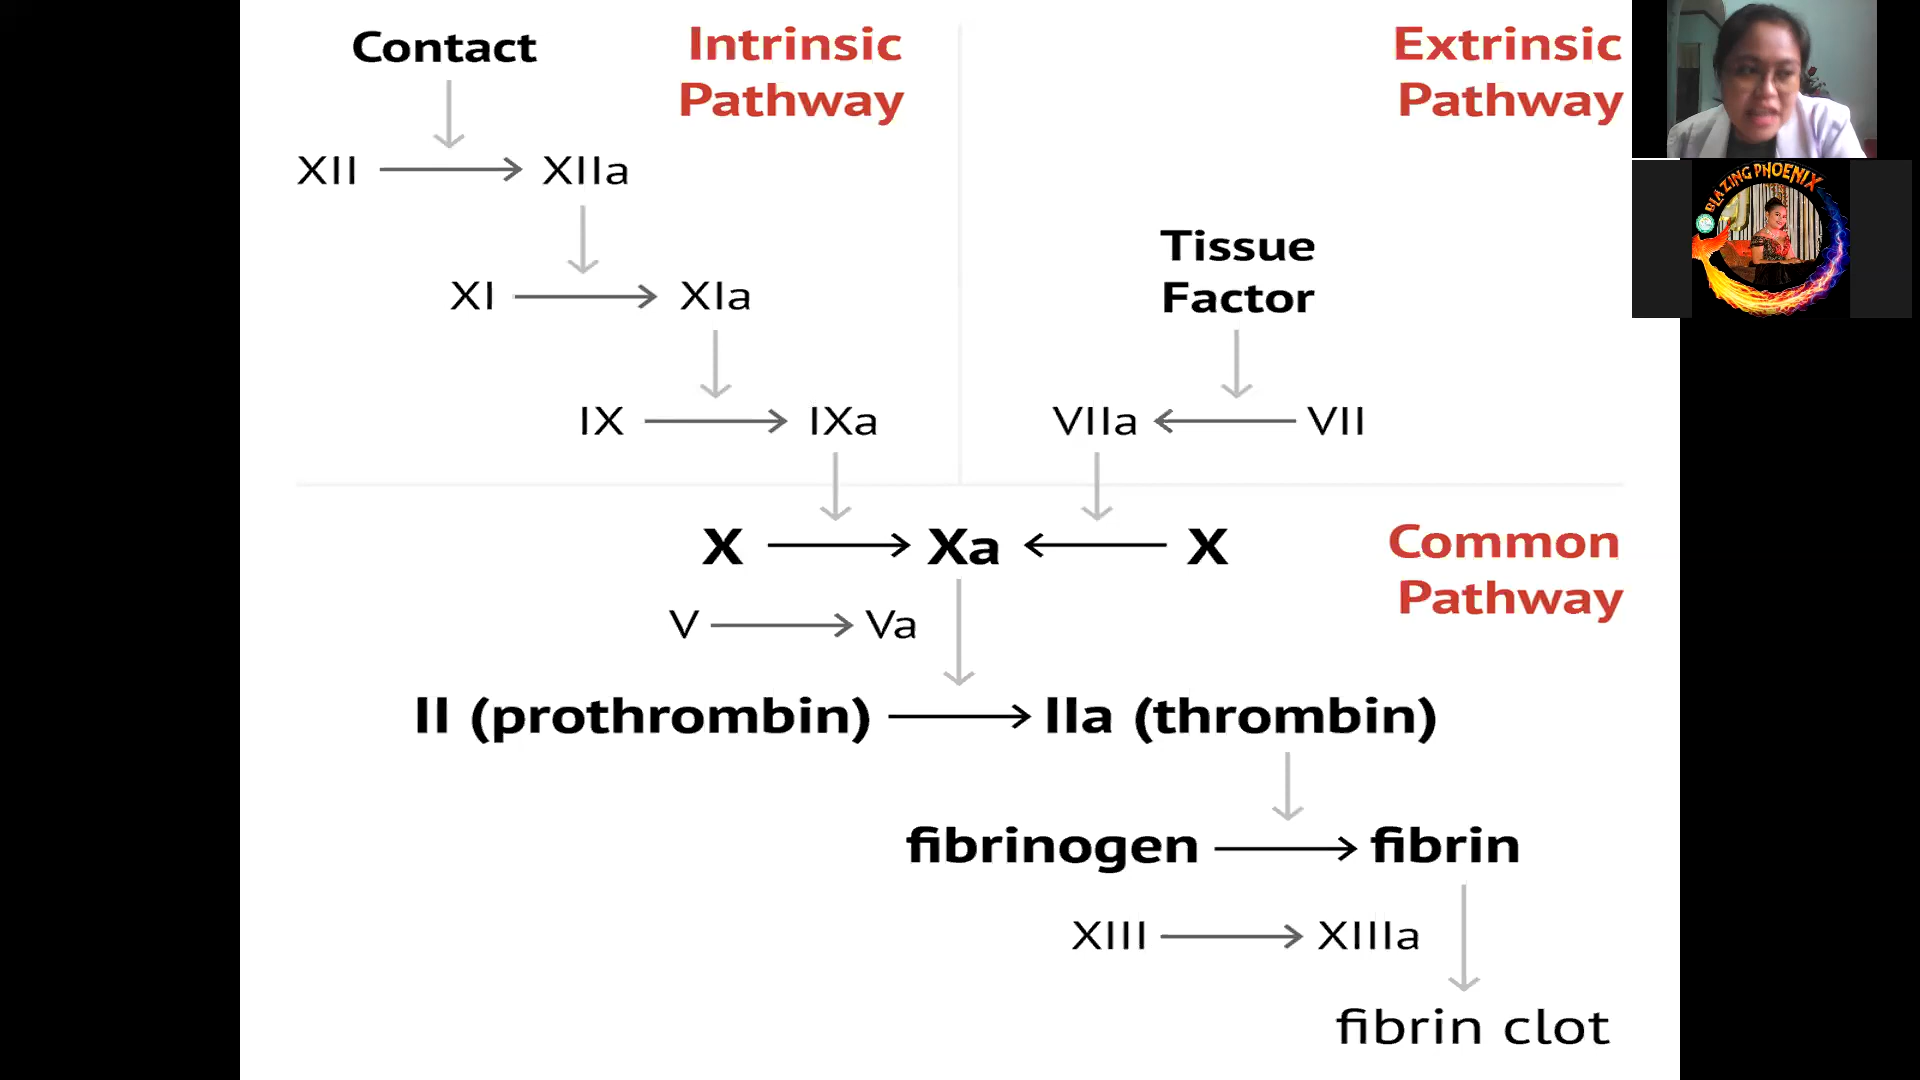 Contact
Intrinsic
Pathway
Extrinsic
Pathway
BLAZING PHOENIX
XII XIIa
Tissue
Factor
XI XIa
IX IXa
VIIa VII
X Xa X
Common
Pathway
V Va
II (prothrombin) IIa (thrombin)
fibrinogen fibrin
XIII XIIIa
fibrin clot